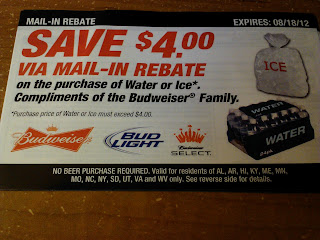 MAIL-IN REBATE
EXPIRES: 08/18/12
SAVE $4.00
VIA MAIL-IN REBATE
on the purchase of Water or Ice*.
Compliments of the Budweiser® Family.
*Purchase price of Water or Ice must exceed $4.00.
ICE
Budweiser
BUD
LIGHT
Budweiser
SELECT.
WATER
NO BEER PURCHASE REQUIRED. Valid for residents of AL, AR, HI, KY, ME, MN,
MO, NC, NY, SD, UT, VA and WV only. See reverse side for details.